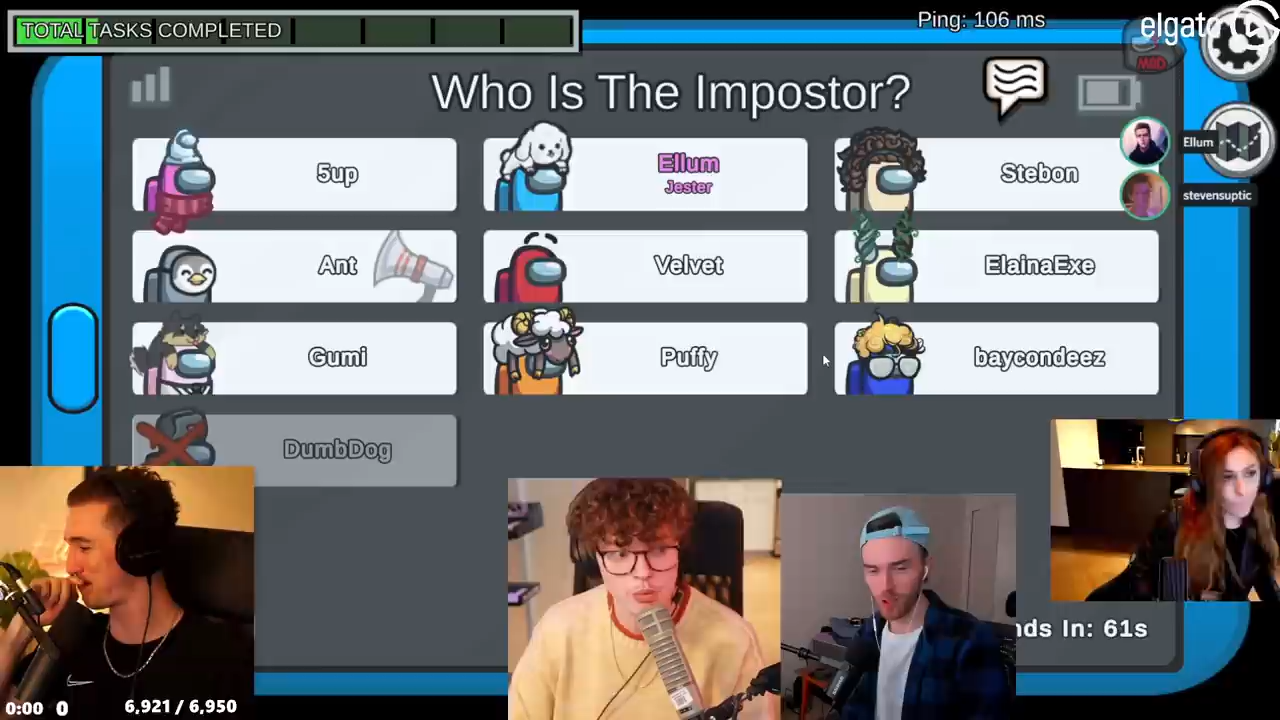 TOTAL TASKS COMPLETED
Ping: 106 ms
elgato
MOD
Who Is The Impostor?
5up
Ellum
Jester
Stebon
Ellum
stevensuptic
Ant
Velvet
ElainaExe
Gumi
Puffy
baycondeez
DumbDog
nds In: 61s
0:00 0
6,921 / 6,950